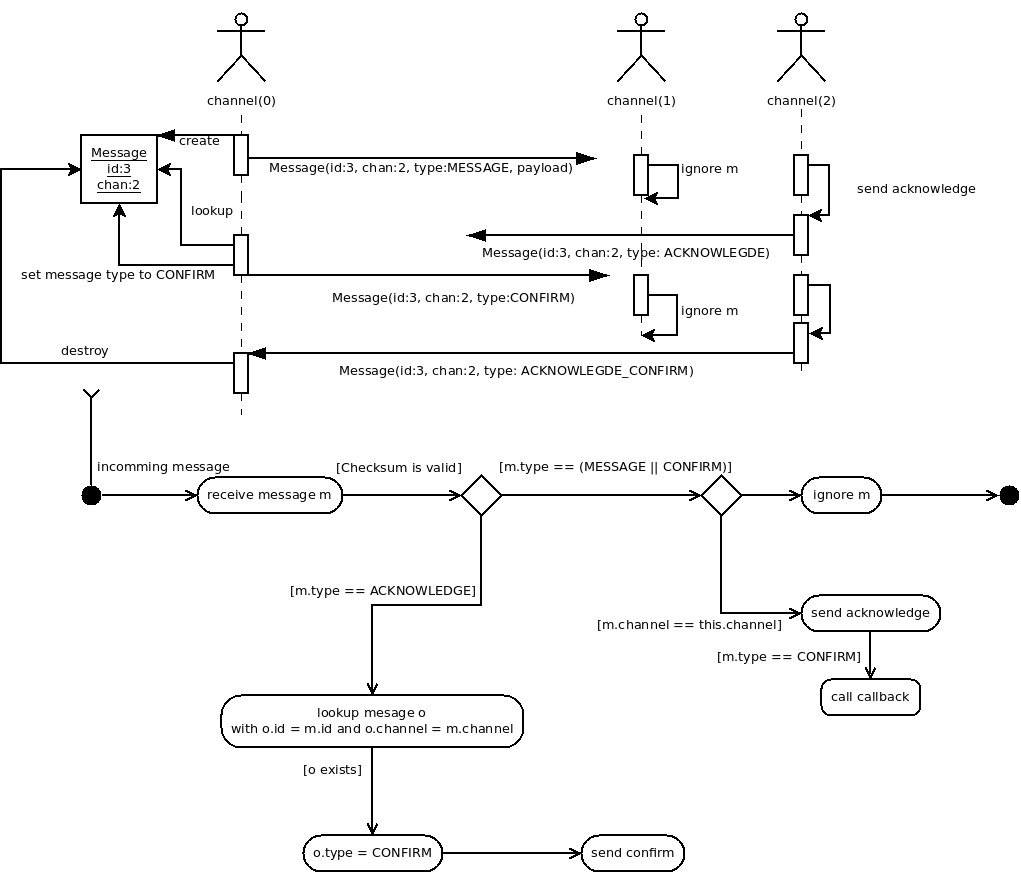 channel(0)
channel(1)
channel(2)
create
Message
id:3
chan:2
Message(id:3, chan:2, type:MESSAGE, payload)
ignore m
send acknowledge
lookup
Message(id:3, chan:2, type: ACKNOWLEGDE)
set message type to CONFIRM
Message(id:3, chan:2, type:CONFIRM)
ignore m
destroy
Message(id:3, chan:2, type: ACKNOWLEGDE_CONFIRM)
incomming message
[Checksum is valid]
[m.type == (MESSAGE || CONFIRM)]
receive message m
ignore m
[m.type == ACKNOWLEDGE]
send acknowledge
[m.channel == this.channel]
[m.type == CONFIRM]
call callback
lookup mesage o
with o.id = m.id and o.channel = m.channel
[o exists]
o.type = CONFIRM
send confirm